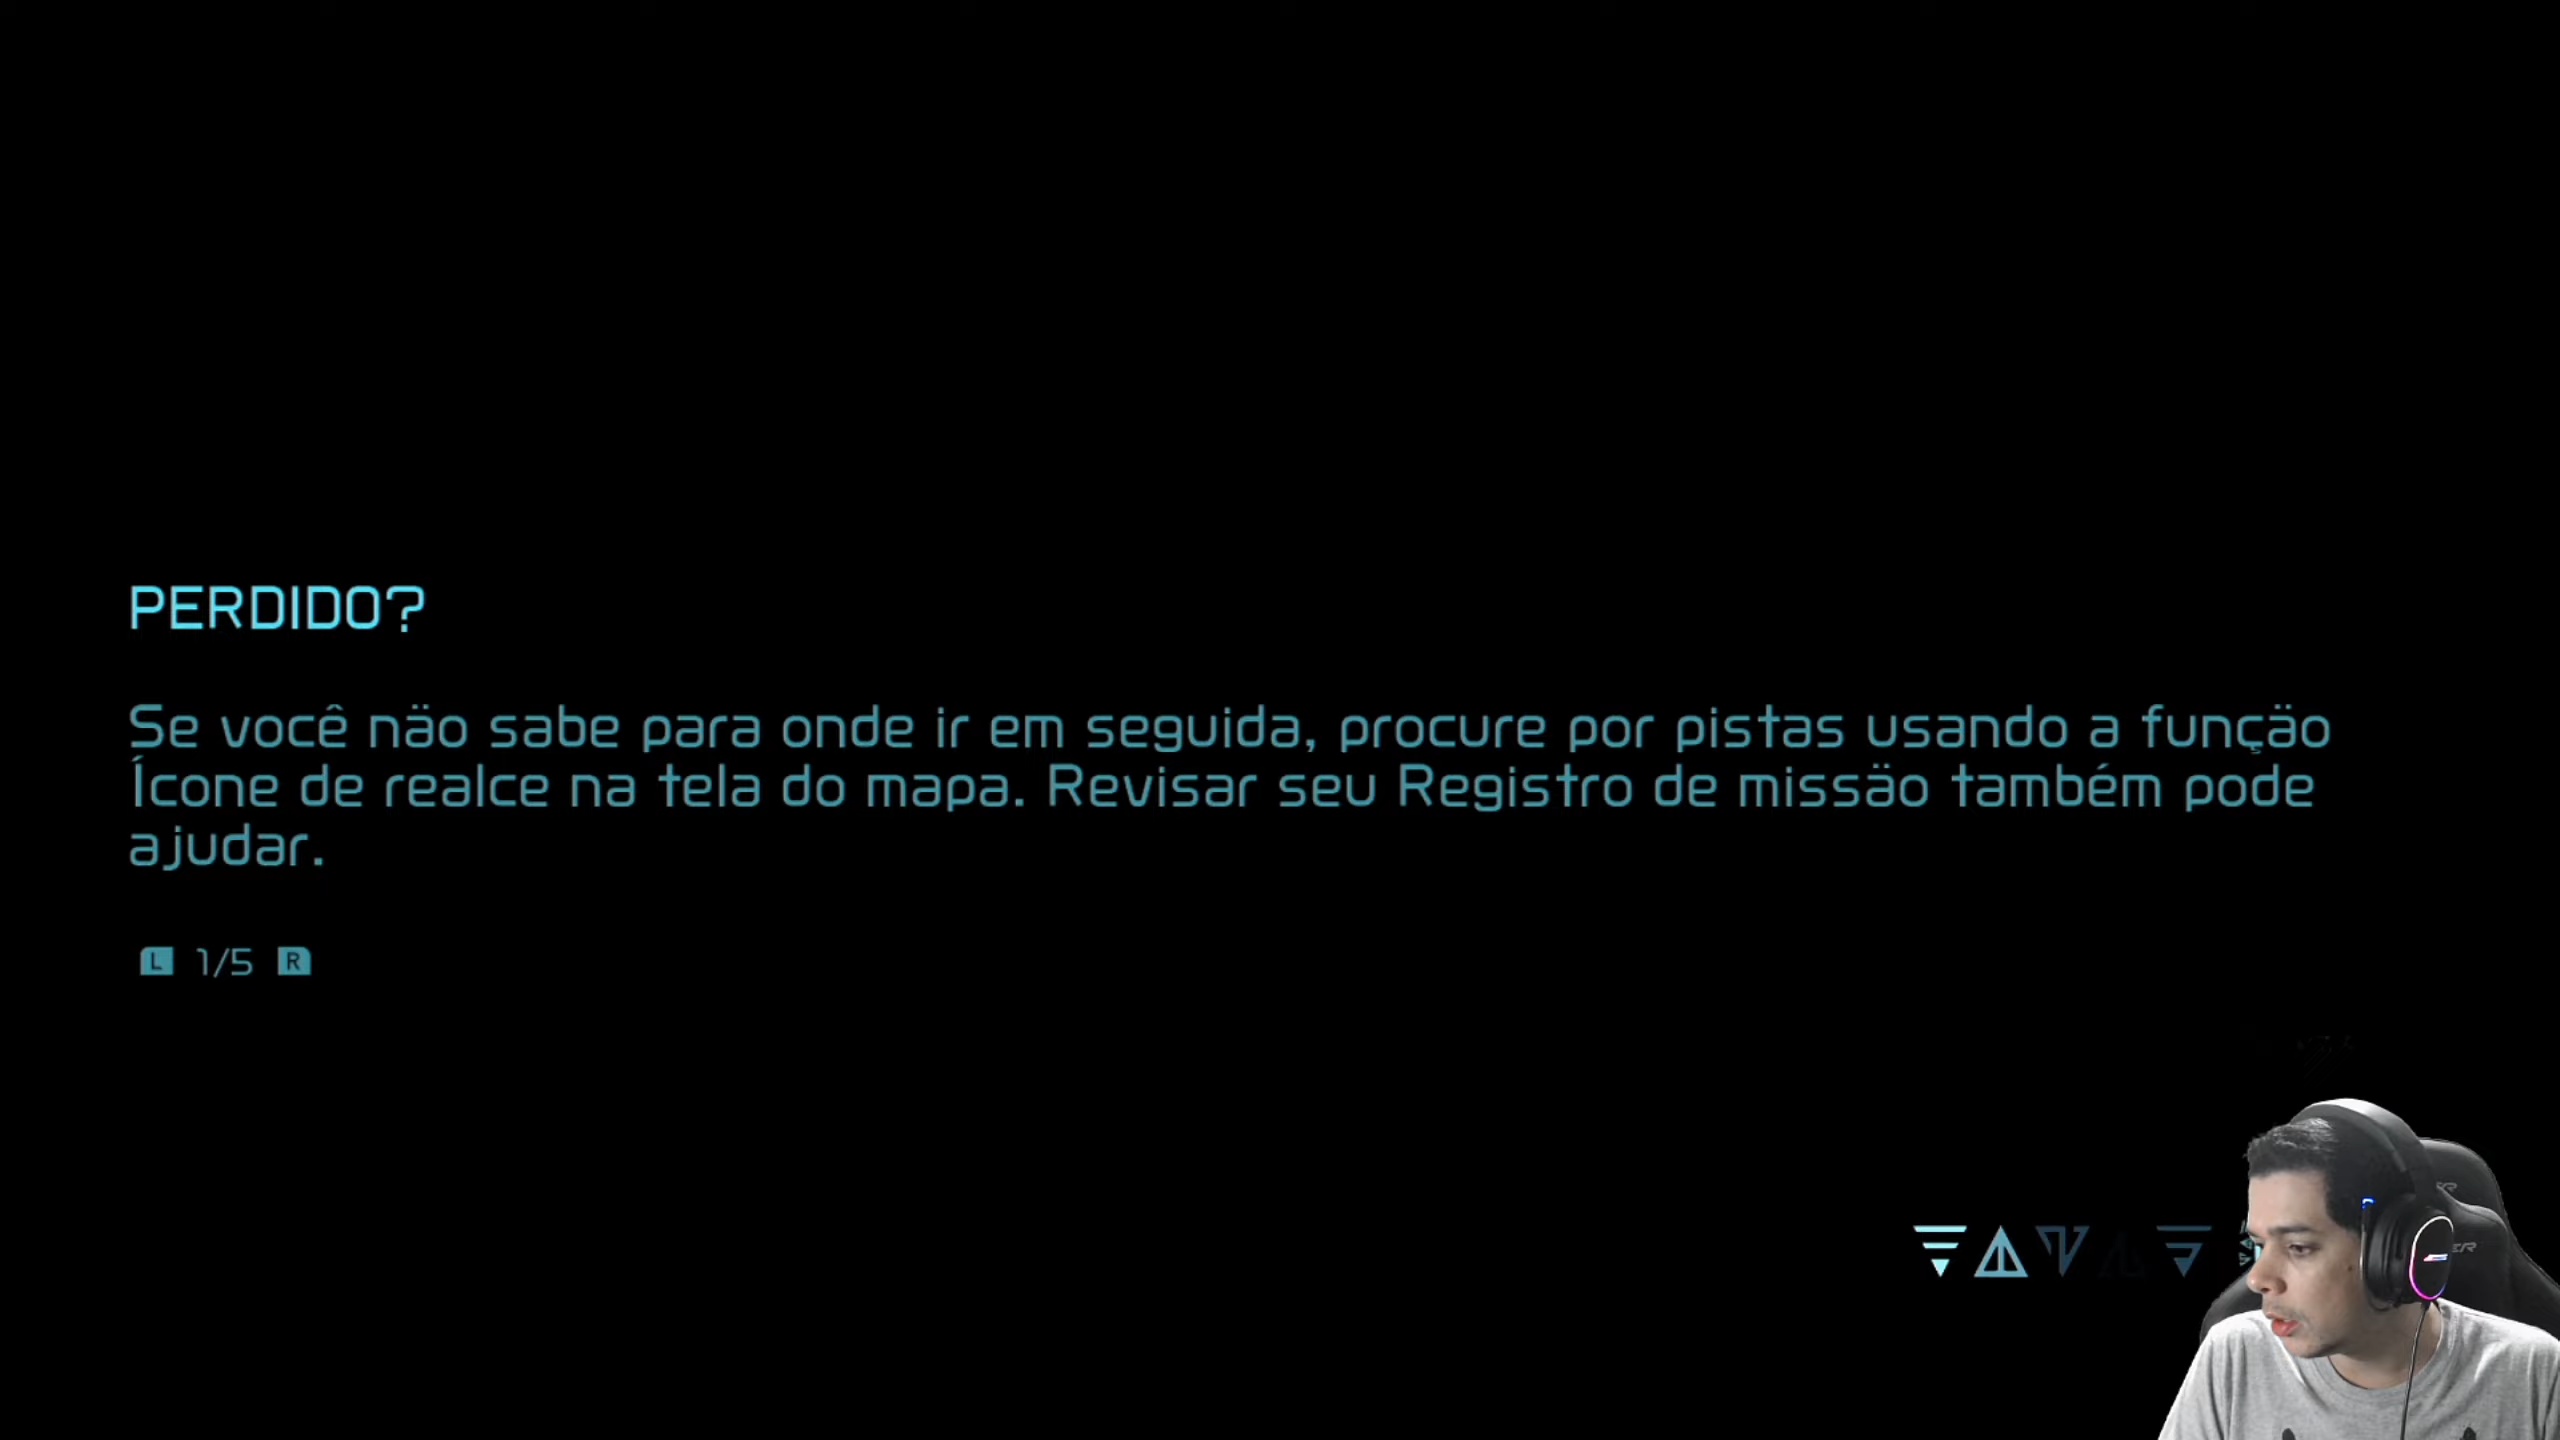 PERDIDO?
Se você não sabe para onde ir em seguida, procure por pistas usando a função
Ícone de realce na tela do mapa. Revisar seu Registro de missão também pode
ajudar.
L 1/5 R